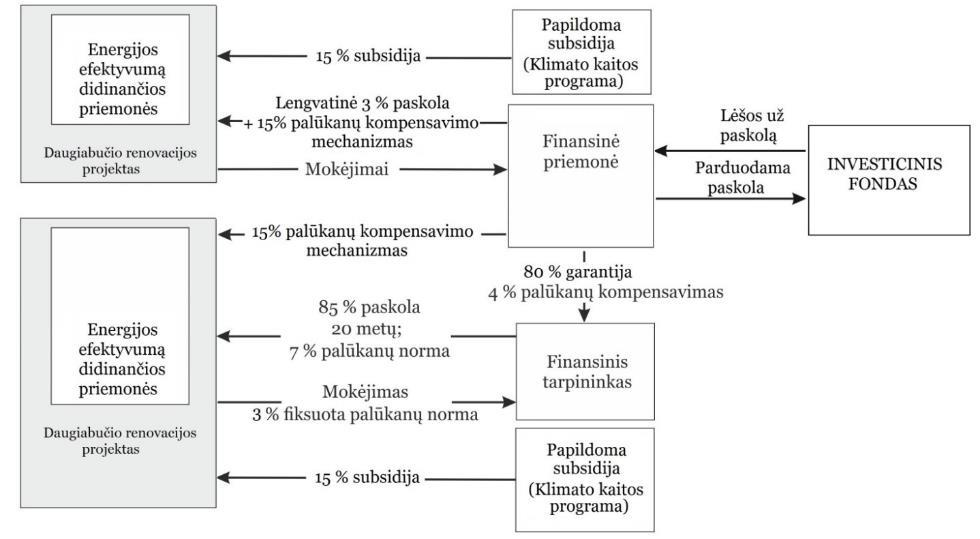 Energijos
efektyvumą
didinančios
priemonės
Daugiabučio renovacijos
projektas
15 % subsidija
Papildoma
subsidija
(Klimato kaitos
programa)
Lengvatinė 3 % paskola
+ 15% palūkanų kompensavimo
mechanizmas
Mokėjimai
Finansinė
priemonė
Lėšos už
paskolą
Parduodama
paskola
INVESTICINIS
FONDAS
15% palūkanų kompensavimo
mechanizmas
80 % garantija
4 % palūkanų kompensavimas
Energijos
efektyvumą
didinančios
priemonės
Daugiabučio renovacijos
projektas
85 % paskola
20 metų;
7 % palūkanų norma
Mokėjimas
3 % fiksuota palūkanų norma
Finansinis
tarpininkas
15 % subsidija
Papildoma
subsidija
(Klimato kaitos
programa)